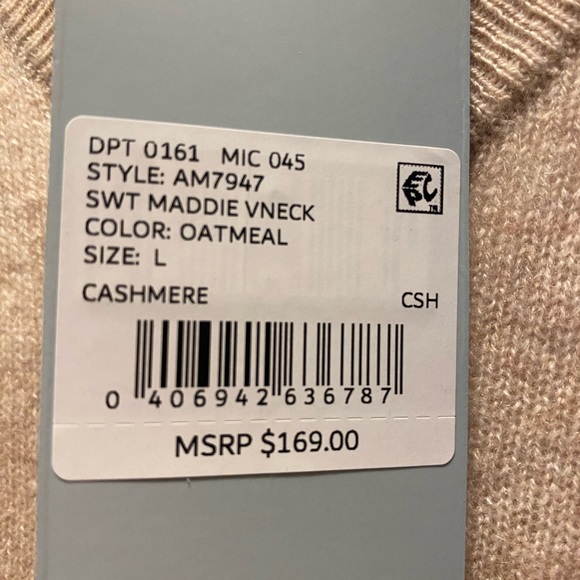 DPT 0161 MIC 045
STYLE: AM7947
SWT MADDIE VNECK
COLOR: OATMEAL
SIZE: L
CASHMERE CSH
0 406942 636787
MSRP $169.00